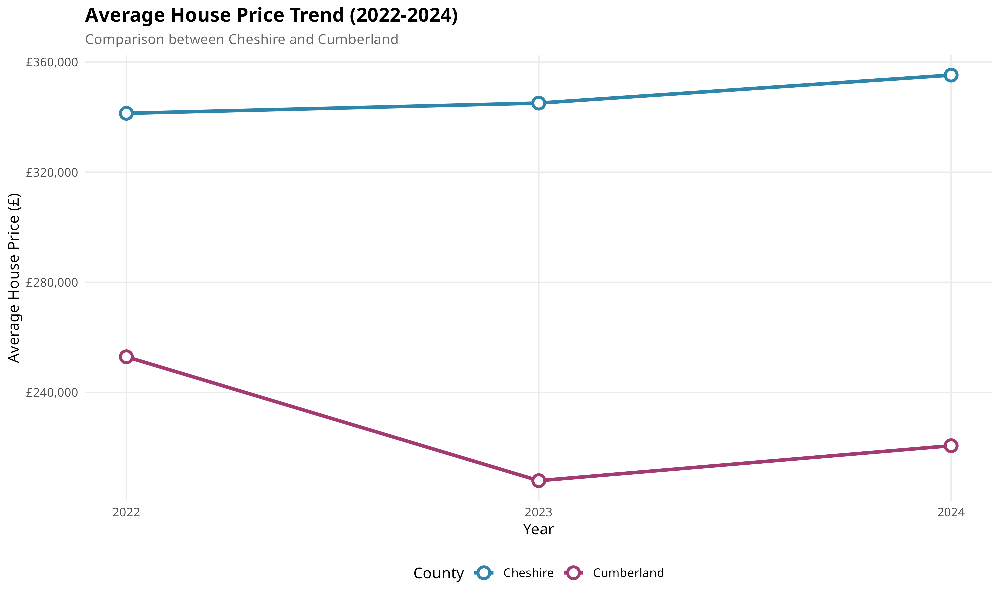 Average House Price Trend (2022-2024)
Comparison between Cheshire and Cumberland
£360,000
£320,000
£280,000
£240,000
Average House Price (£)
2022 2023 2024
Year
County Cheshire Cumberland